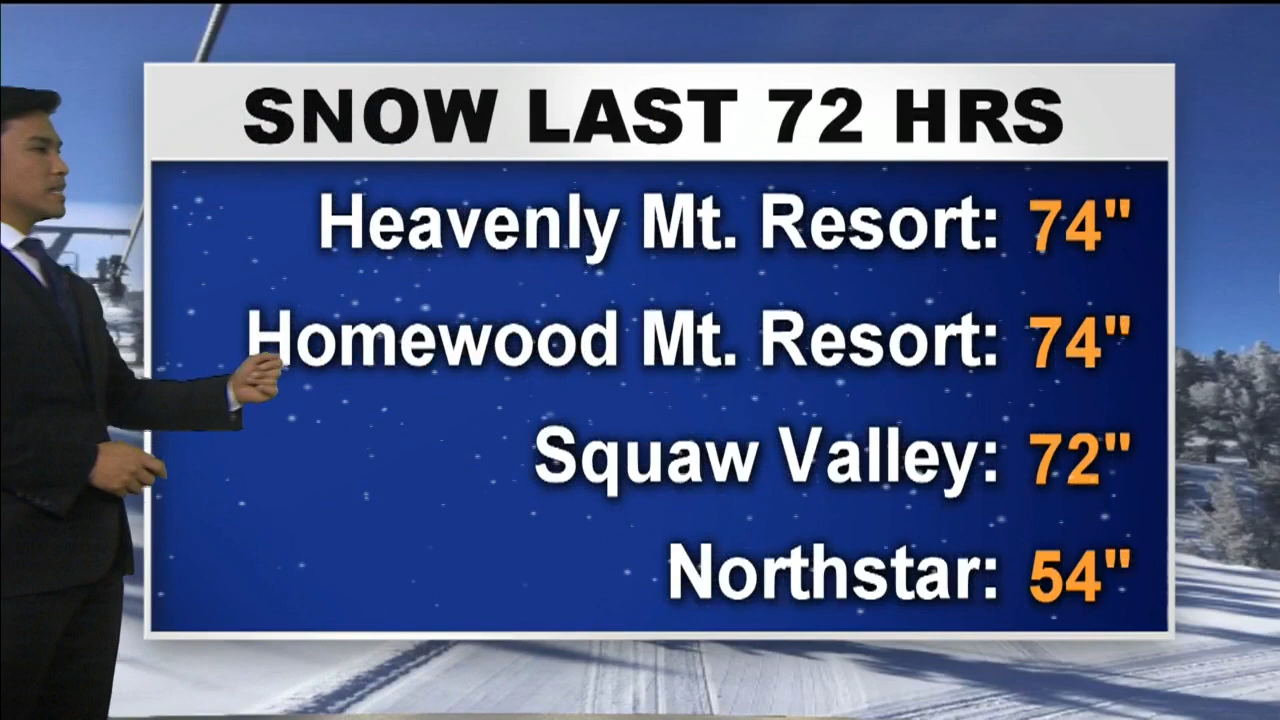 SNOW LAST 72 HRS
Heavenly Mt. Resort: 74"
Homewood Mt. Resort: 74"
Squaw Valley: 72"
Northstar: 54"